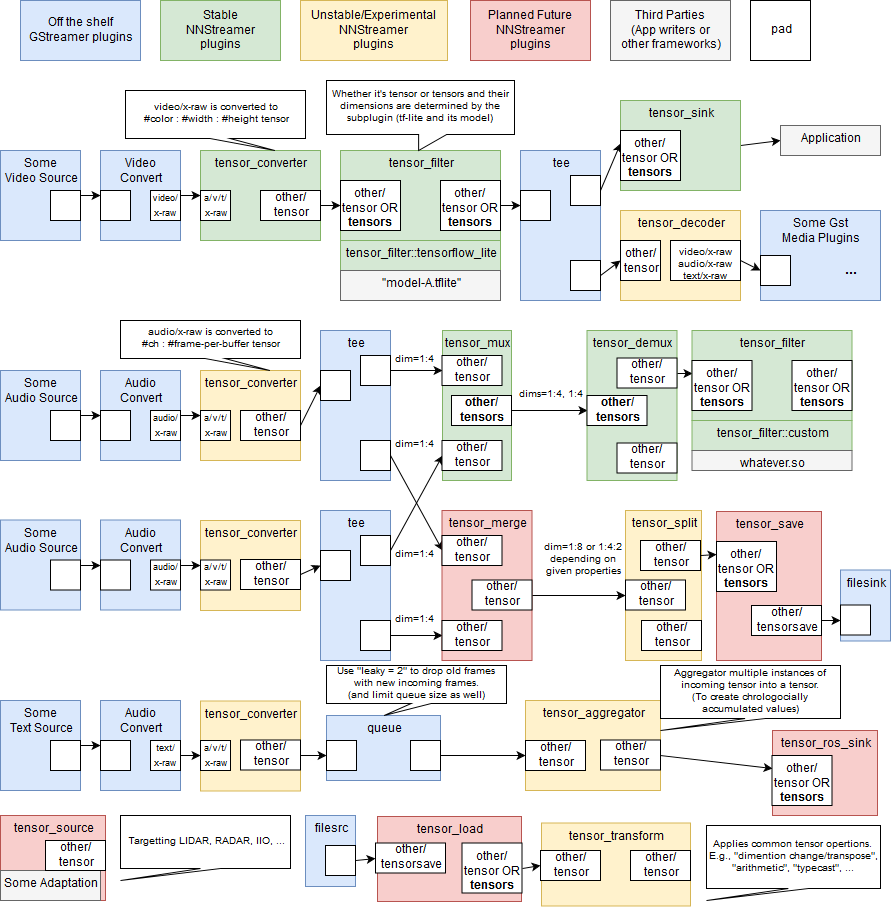 Off the shelf
GStreamer plugins
Stable
NNStreamer
plugins
Unstable/Experimental
NNStreamer
plugins
Planned Future
NNStreamer
plugins
Third Parties
(App writers or
other frameworks)
pad
video/x-raw is converted to
#color : #width : #height tensor
Whether it's tensor or tensors and their
dimensions are determined by the
subplugin (tf-lite and its model)
Some
Video Source
Video
Convert
video/
x-raw
tensor_converter
a/v/t/
x-raw
other/
tensor
tensor_filter
other/
tensor OR
tensors
other/
tensor OR
tensors
tensor_filter::tensorflow_lite
"model-A.tflite"
tee
tensor_sink
other/
tensor OR
tensors
Application
tensor_decoder
other/
tensor
video/x-raw
audio/x-raw
text/x-raw
Some Gst
Media Plugins
...
audio/x-raw is converted to
#ch : #frame-per-buffer tensor
Some
Audio Source
Audio
Convert
audio/
x-raw
tensor_converter
a/v/t/
x-raw
other/
tensor
tee
dim=1:4
dim=1:4
tensor_mux
other/
tensor
other/
tensors
other/
tensor
dims=1:4, 1:4
tensor_demux
other/
tensor
other/
tensors
other/
tensor
tensor_filter
other/
tensor OR
tensors
other/
tensor OR
tensors
tensor_filter::custom
whatever.so
Some
Audio Source
Audio
Convert
audio/
x-raw
tensor_converter
a/v/t/
x-raw
other/
tensor
tee
dim=1:4
dim=1:4
tensor_merge
other/
tensor
other/
tensor
other/
tensor
dim=1:8 or 1:4:2
depending on
given properties
tensor_split
other/
tensor
other/
tensor
other/
tensor
tensor_save
other/
tensor OR
tensors
other/
tensorsave
filesink
Use "leaky = 2" to drop old frames
with new incoming frames.
(and limit queue size as well)
Aggregator multiple instances of
incoming tensor into a tensor.
(To create chrologocially
accumulated values)
Some
Text Source
Audio
Convert
text/
x-raw
tensor_converter
a/v/t/
x-raw
other/
tensor
queue
tensor_aggregator
other/
tensor
other/
tensor
tensor_ros_sink
other/
tensor OR
tensors
tensor_source
other/
tensor
Some Adaptation
Targetting LIDAR, RADAR, IIO, ...
filesrc
tensor_load
other/
tensorsave
other/
tensor OR
tensors
tensor_transform
other/
tensor
other/
tensor
Applies common tensor opertions.
E.g., "dimention change/transpose",
"arithmetic", "typecast", ...